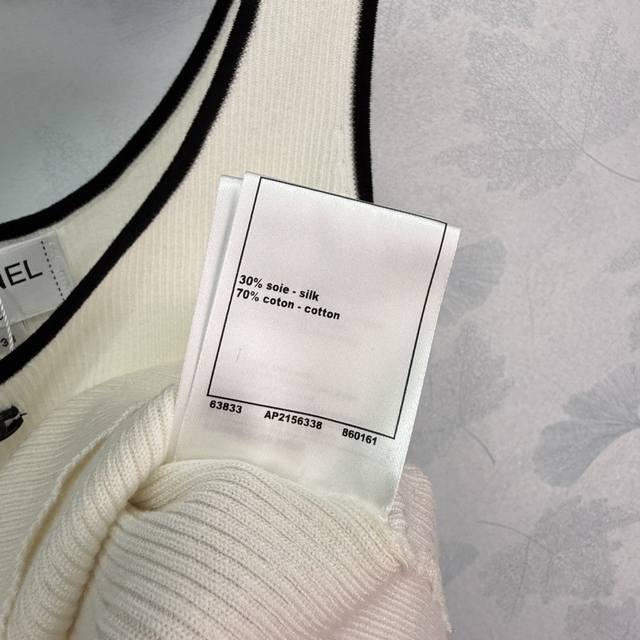 NEL
30% soie - silk
70% coton - cotton
63833 AP2156338 860161